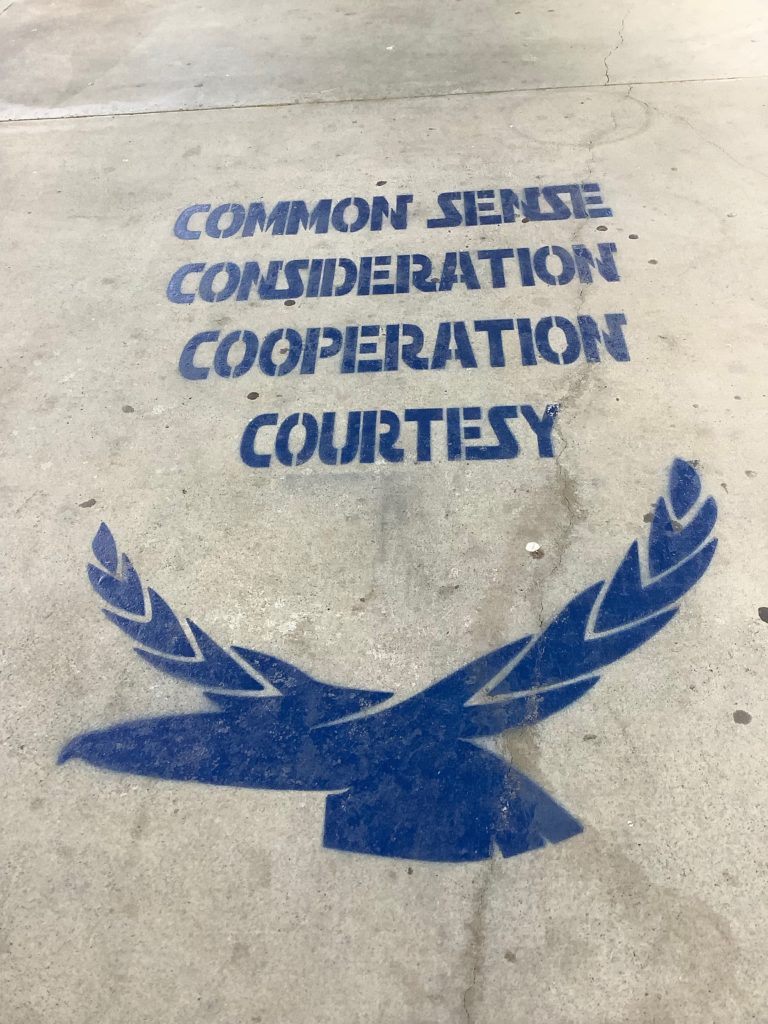 COMMON SENSE
CONSIDERATION
COOPERATION
COURTESY